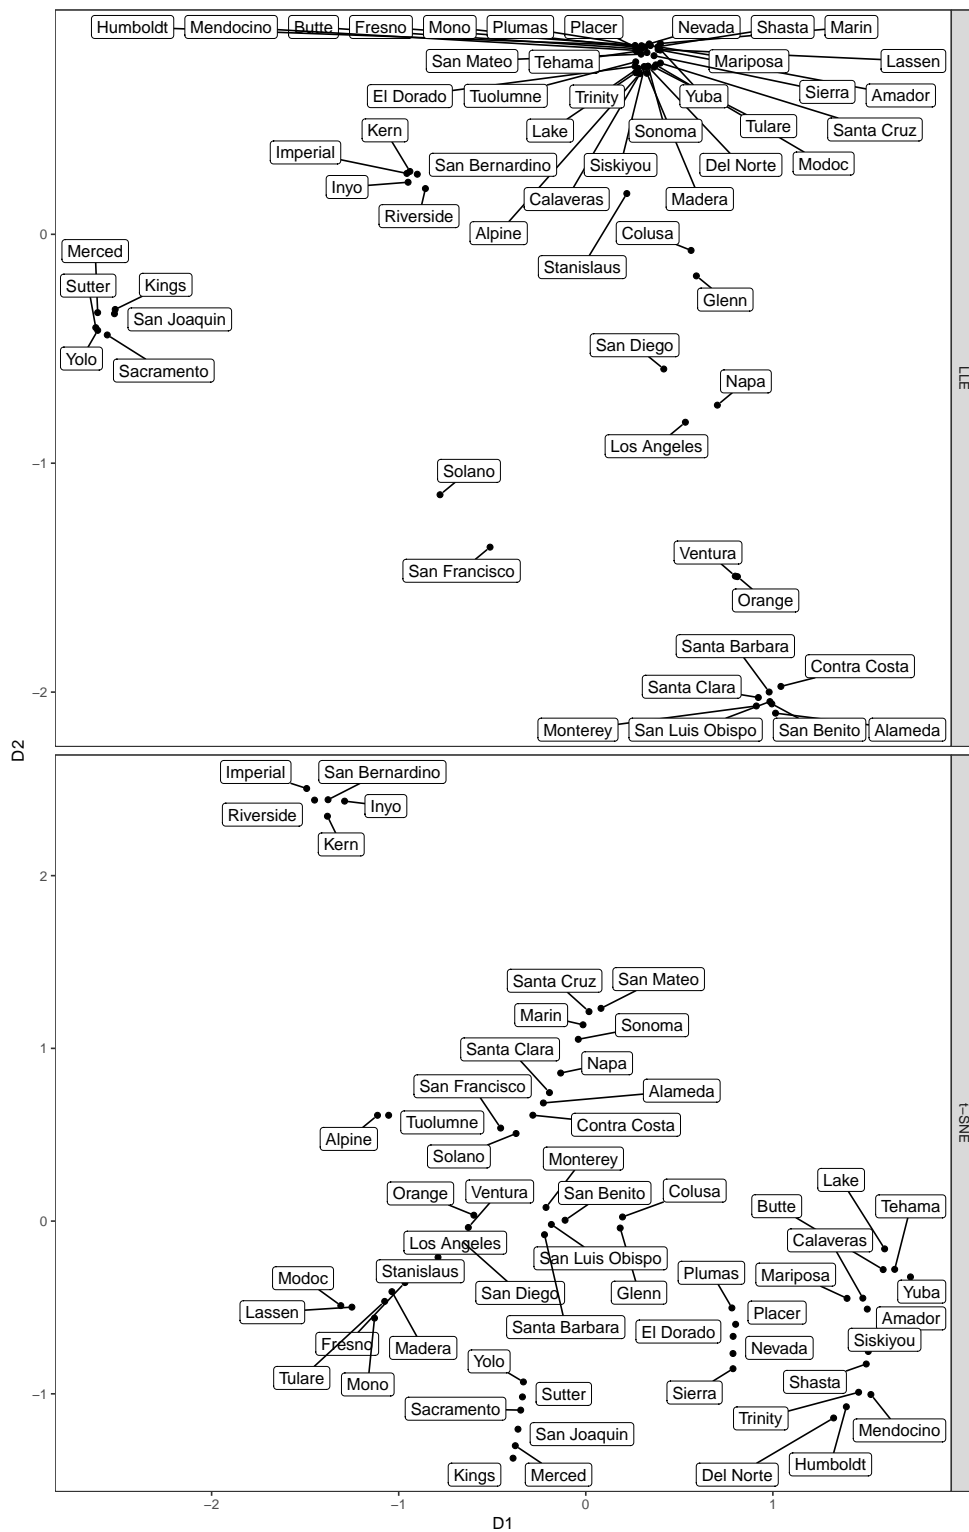 Humboldt Mendocino Butte Fresno Mono Plumas Placer Nevada Shasta Marin
San Mateo Tehama Mariposa Lassen
El Dorado Tuolumne Trinity Yuba Sierra Amador
Kern Lake Sonoma Tulare Santa Cruz
Imperial San Bernardino Siskiyou Del Norte Modoc
Inyo Calaveras Madera
Riverside
Alpine Colusa
0
Merced Stanislaus
Sutter Kings Glenn
San Joaquin
Yolo Sacramento San Diego
Napa
Los Angeles
−1
Solano
San Francisco Ventura
Orange
Santa Barbara
Contra Costa
Santa Clara
−2
Monterey San Luis Obispo San Benito Alameda
LLE
D2
Imperial San Bernardino
Riverside Inyo
Kern
2
Santa Cruz San Mateo
Marin Sonoma
1
Santa Clara Napa
San Francisco Alameda
Alpine Tuolumne Contra Costa
Solano Monterey
Orange Ventura San Benito Colusa Lake
Butte Tehama
0
Los Angeles San Luis Obispo Calaveras
Modoc Stanislaus San Diego Glenn Plumas Mariposa Yuba
Lassen Placer Amador
Fresno Madera Santa Barbara El Dorado Nevada Siskiyou
Tulare Mono Yolo Sutter Sierra Shasta
−1
Sacramento Trinity Mendocino
San Joaquin
Kings Merced Del Norte Humboldt
t−SNE
−2 −1 0 1
D1